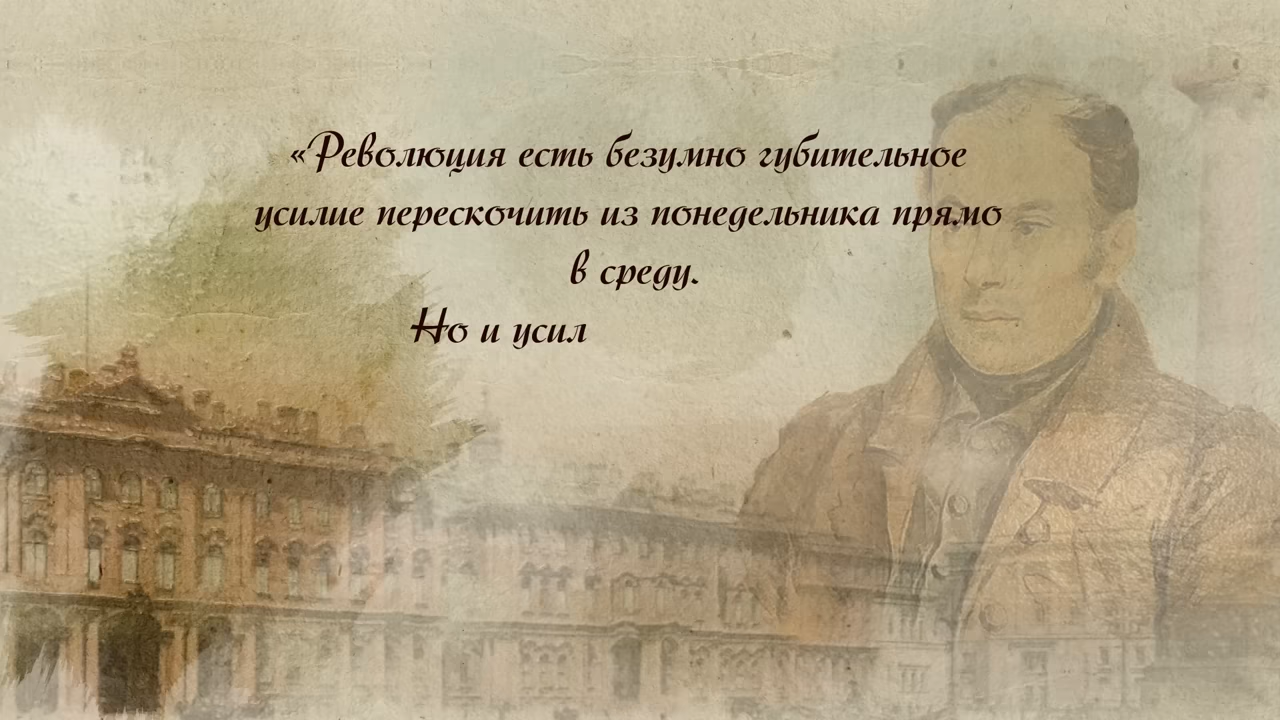 «Революция есть безумно губительное
усилие перескочить из понедельника прямо
в среду.
Но и усил